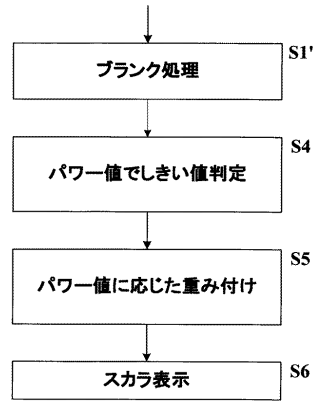 S1'
ブランク処理
S4
パワー値でしきい値判定
S5
パワー値に応じた重み付け
S6
スカラ表示